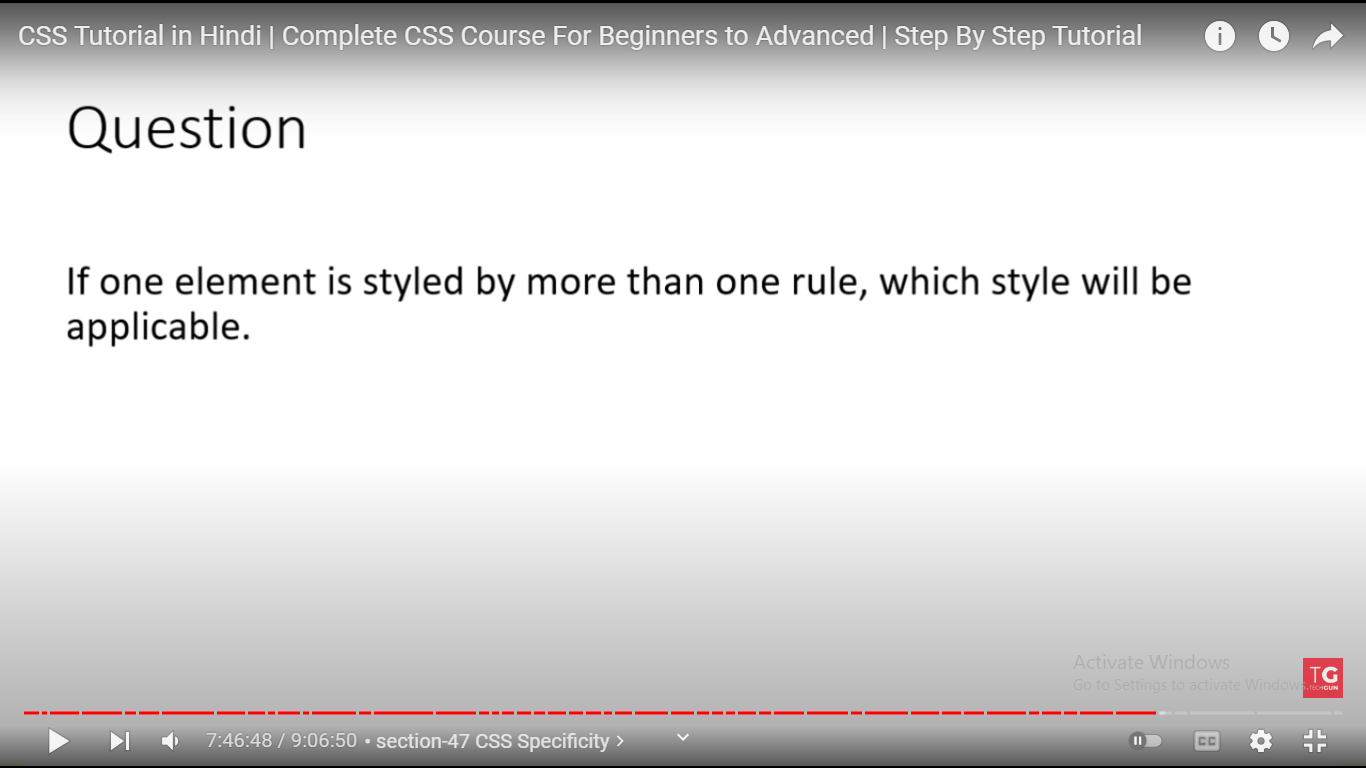 CSS Tutorial in Hindi | Complete CSS Course For Beginners to Advanced | Step By Step Tutorial
Question
If one element is styled by more than one rule, which style will be
applicable.
Activate Windows
Go to Settings to activate Windows
TG
TECHGUN
7:46:48 / 9:06:50 • section-47 CSS Specificity >
CC